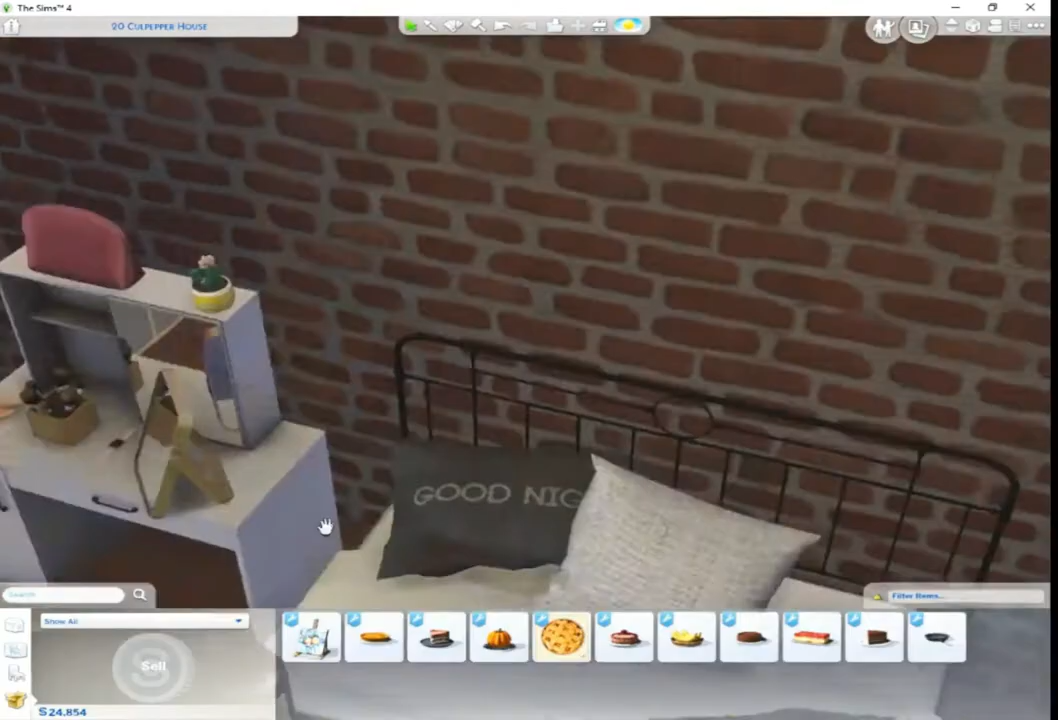 The Sims™ 4
20 Culpepper House
GOOD NIG
Search
Filter Items...
Show All
Sell
§24,854